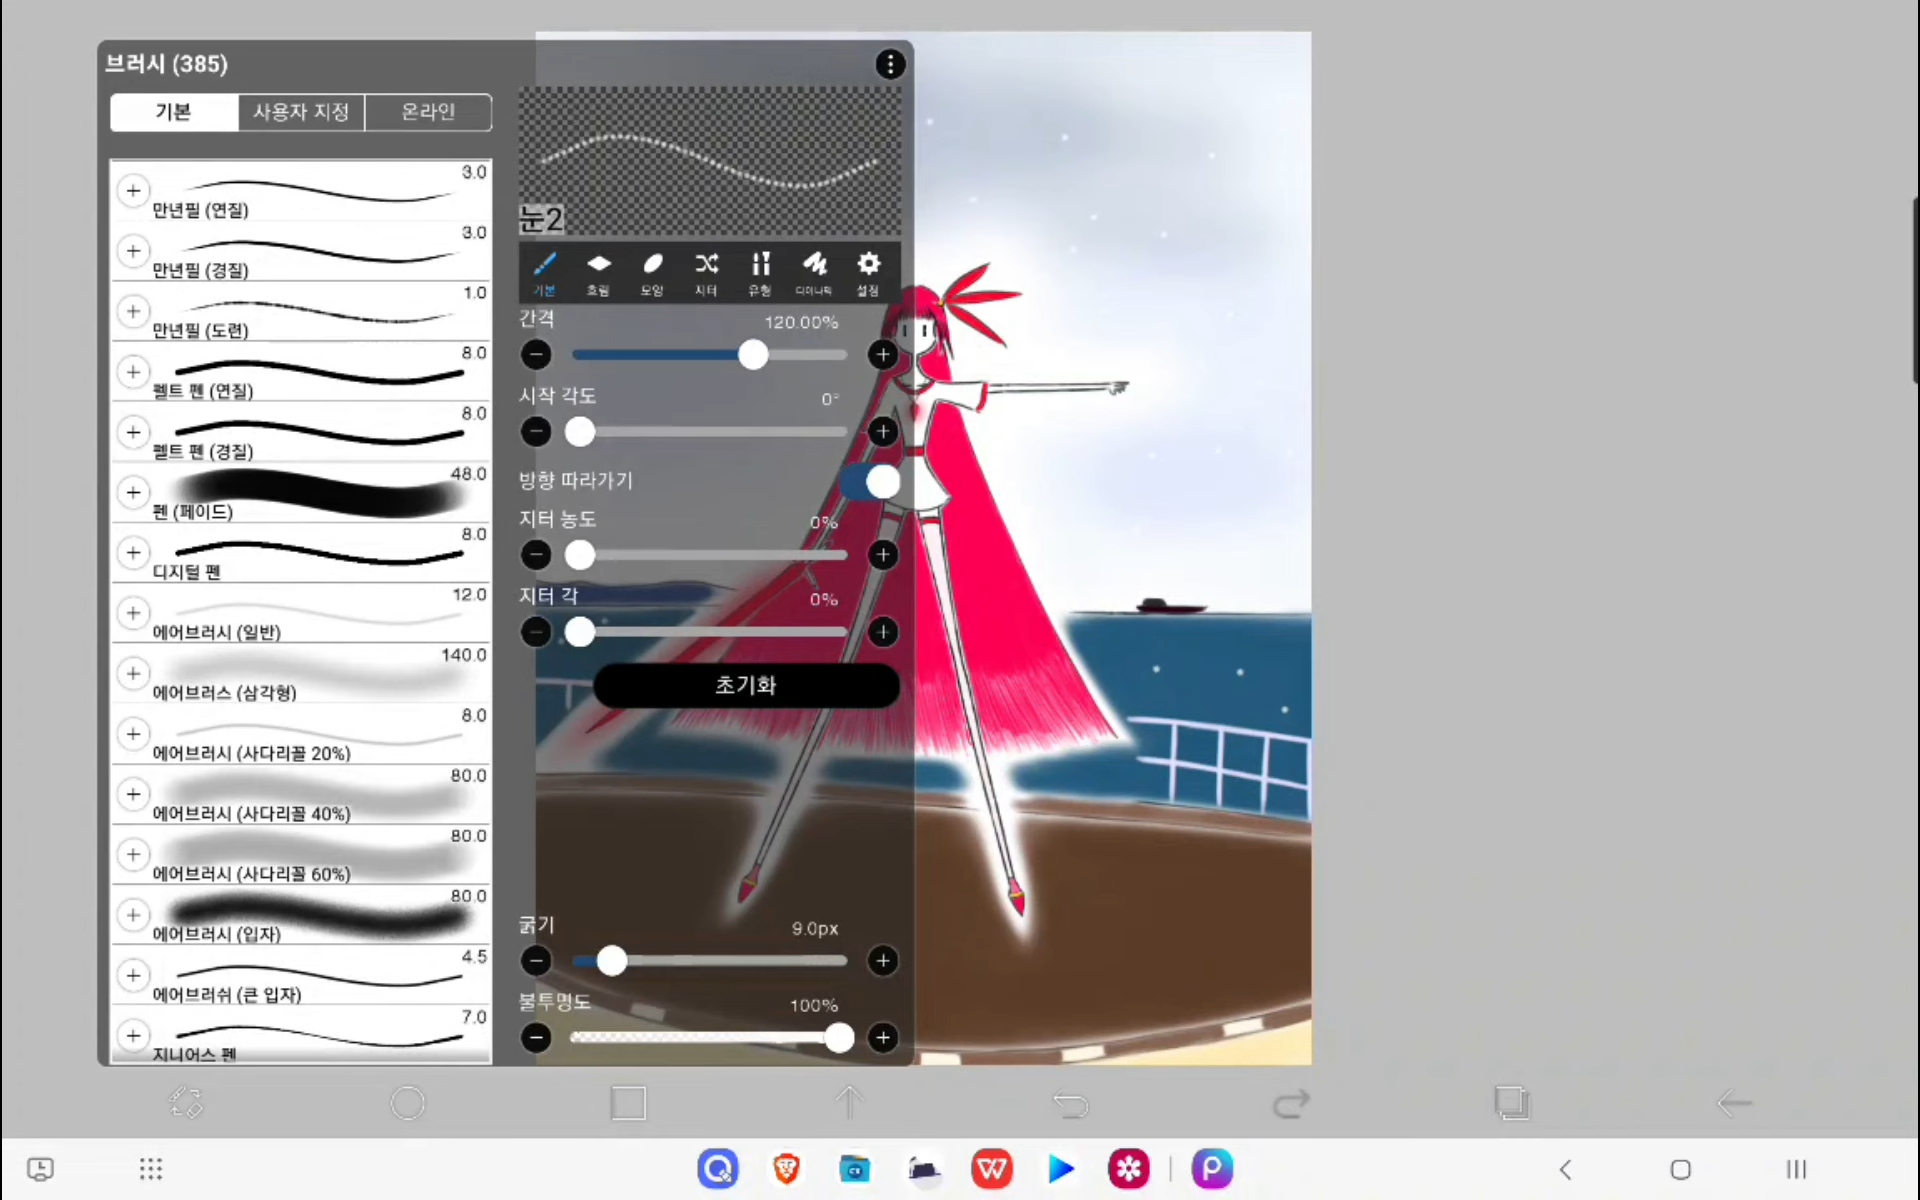 브러시 (385)
기본
사용자 지정
온라인
3.0
만년필 (연질)
3.0
만년필 (경질)
1.0
만년필 (도련)
8.0
펠트 펜 (연질)
8.0
펠트 펜 (경질)
48.0
펜 (페이드)
8.0
디지털 펜
12.0
에어브러시 (일반)
140.0
에어브러스 (삼각형)
8.0
에어브러시 (사다리꼴 20%)
80.0
에어브러시 (사다리꼴 40%)
80.0
에어브러시 (사다리꼴 60%)
80.0
에어브러시 (입자)
4.5
에어브러쉬 (큰 입자)
7.0
지니어스 펜
눈2
기본
흐림
모양
지터
유형
다이나믹
설정
간격
120.00%
시작 각도
0°
방향 따라가기
지터 농도
0%
지터 각
0%
초기화
굵기
9.0px
불투명도
100%